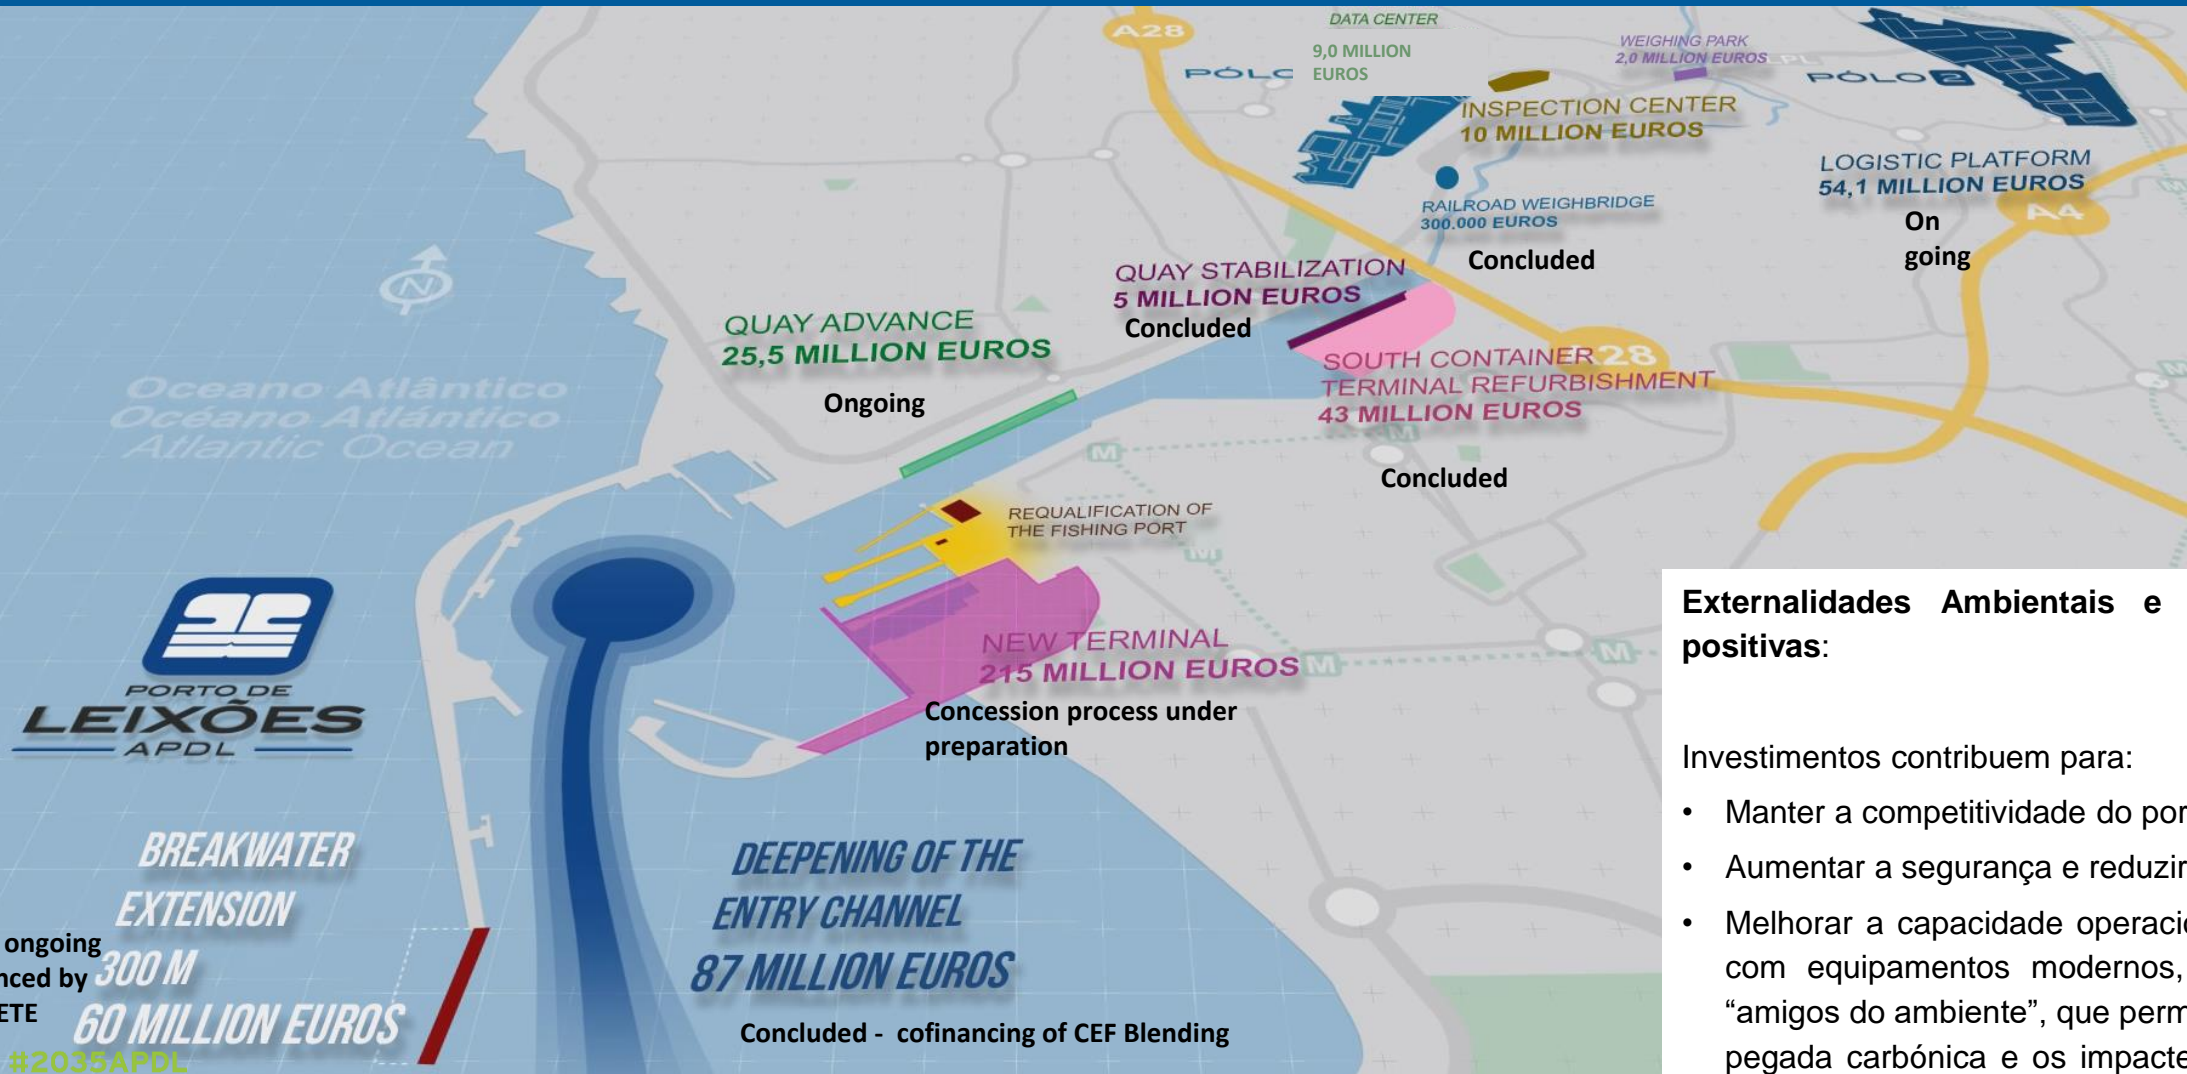 DATA CENTER
9,0 MILLION
EUROS
A28
PÓLO
WEIGHING PARK
2,0 MILLION EUROS
PÓLO 2
INSPECTION CENTER
10 MILLION EUROS
LOGISTIC PLATFORM
54,1 MILLION EUROS
On
going
A4
RAILROAD WEIGHBRIDGE
300.000 EUROS
Concluded
QUAY STABILIZATION
5 MILLION EUROS
Concluded
N
QUAY ADVANCE
25,5 MILLION EUROS
Ongoing
SOUTH CONTAINER
TERMINAL REFURBISHMENT
43 MILLION EUROS
28
Concluded
M
M
Oceano Atlântico
Océano Atlántico
Atlantic Ocean
REQUALIFICATION OF
THE FISHING PORT
M
NEW TERMINAL
215 MILLION EUROS
M
M
Concession process under
preparation
PORTO DE
LEIXÕES
APDL
BREAKWATER
EXTENSION
300 M
60 MILLION EUROS
ongoing
by
#2035APDL
DEEPENING OF THE
ENTRY CHANNEL
87 MILLION EUROS
Concluded - cofinancing of CEF Blending
Externalidades Ambientais e
positivas:
Investimentos contribuem para:
• Manter a competitividade do por
• Aumentar a segurança e reduzir
• Melhorar a capacidade operaci
com equipamentos modernos,
“amigos do ambiente”, que perm
pegada carbónica e os impacte